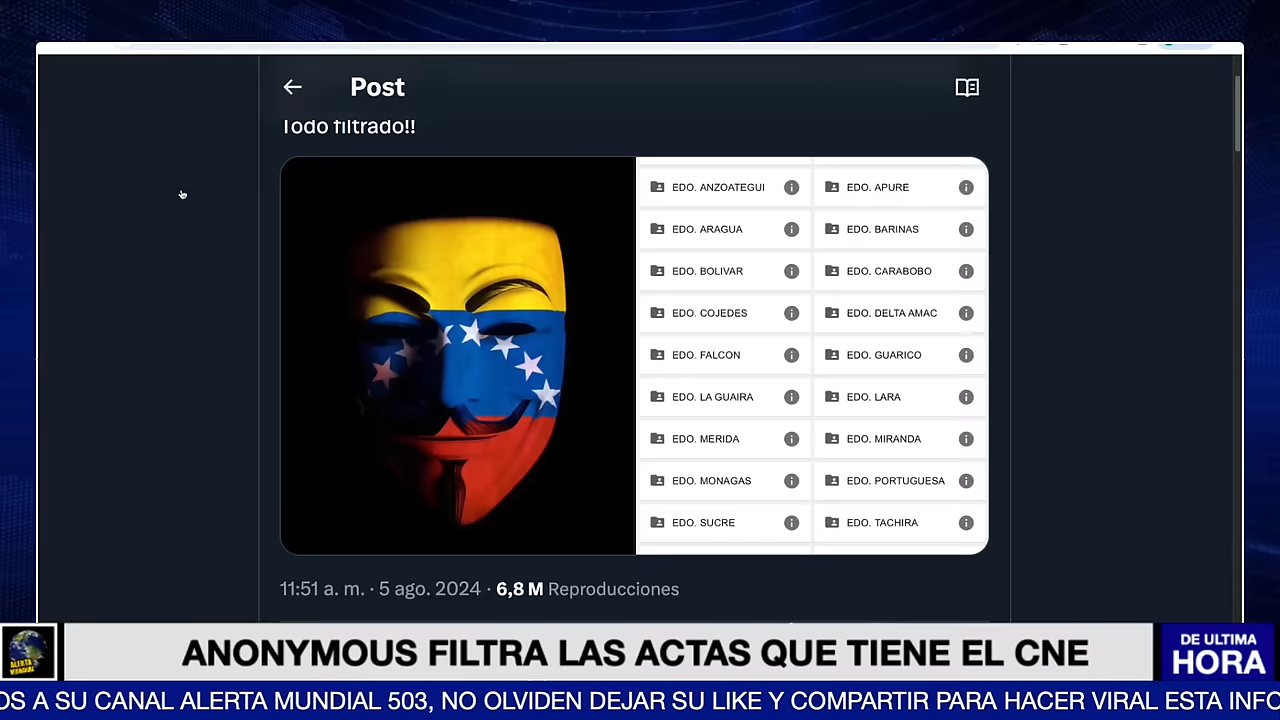 Post
Todo filtrado!!
EDO. ANZOATEGUI
EDO. APURE
EDO. ARAGUA
EDO. BARINAS
EDO. BOLIVAR
EDO. CARABOBO
EDO. COJEDES
EDO. DELTA AMAC
EDO. FALCON
EDO. GUARICO
EDO. LA GUAIRA
EDO. LARA
EDO. MERIDA
EDO. MIRANDA
EDO. MONAGAS
EDO. PORTUGUESA
EDO. SUCRE
EDO. TACHIRA
11:51 a. m. · 5 ago. 2024 · 6,8 M Reproducciones
ALERTA MUNDIAL
ANONYMOUS FILTRA LAS ACTAS QUE TIENE EL CNE
DE ULTIMA
HORA
OS A SU CANAL ALERTA MUNDIAL 503, NO OLVIDEN DEJAR SU LIKE Y COMPARTIR PARA HACER VIRAL ESTA INFO